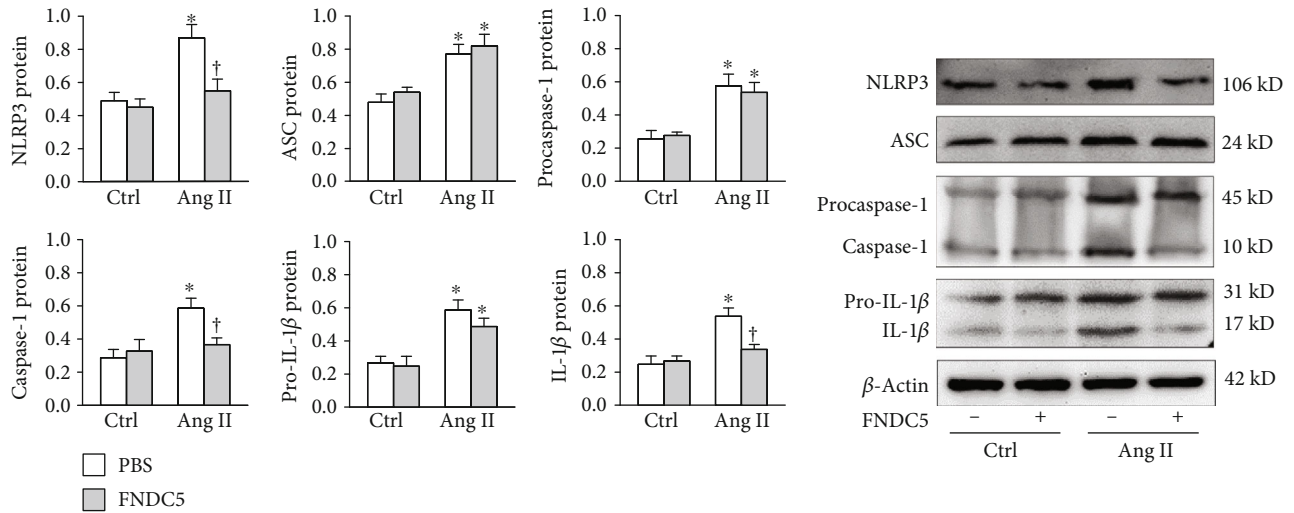 NLRP3 protein
1.0
0.8
0.6
0.4
0.2
0.0
*
†
Ctrl
Ang II
ASC protein
1.0
0.8
0.6
0.4
0.2
0.0
*
*
Ctrl
Ang II
Procaspase-1 protein
1.0
0.8
0.6
0.4
0.2
0.0
*
*
Ctrl
Ang II
Caspase-1 protein
1.0
0.8
0.6
0.4
0.2
0.0
*
†
Ctrl
Ang II
Pro-IL-1β protein
1.0
0.8
0.6
0.4
0.2
0.0
*
*
Ctrl
Ang II
IL-1β protein
1.0
0.8
0.6
0.4
0.2
0.0
*
†
Ctrl
Ang II
PBS
FNDC5
NLRP3 106 kD
ASC 24 kD
Procaspase-1 45 kD
Caspase-1 10 kD
Pro-IL-1β 31 kD
IL-1β 17 kD
β-Actin 42 kD
FNDC5 − + − +
Ctrl Ang II